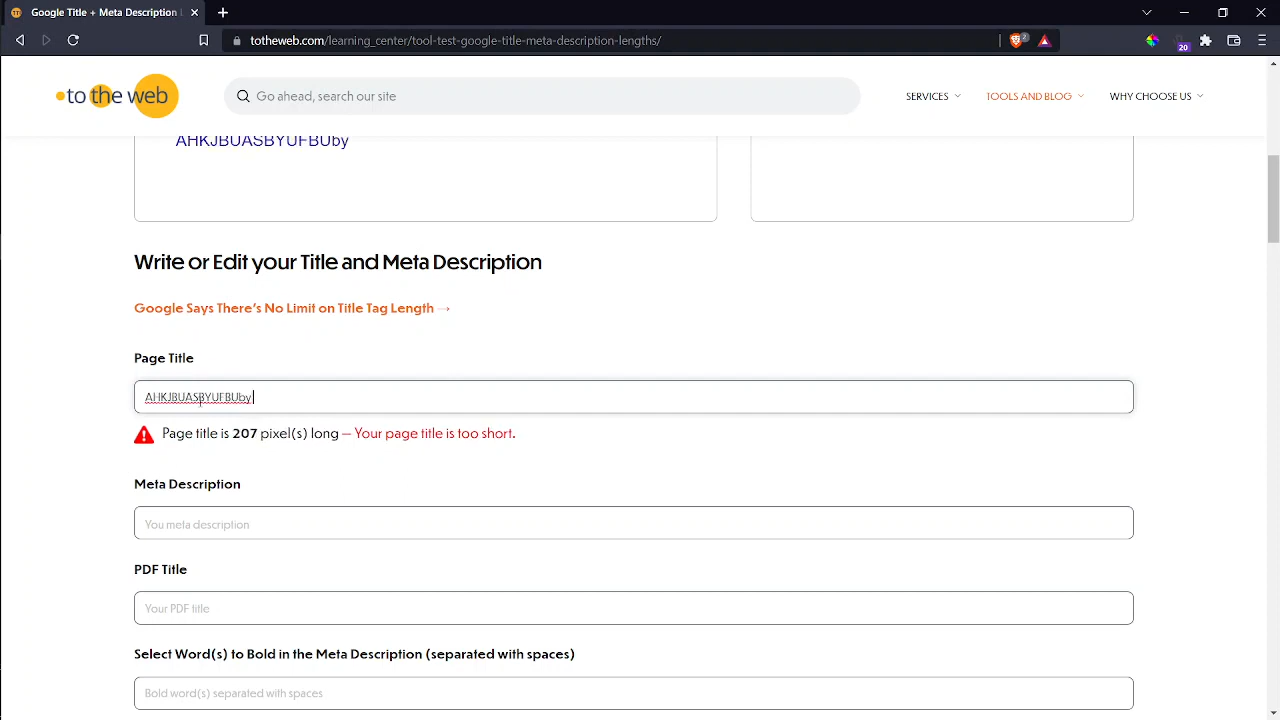 Google Title + Meta Description
totheweb.com/learning_center/tool-test-google-title-meta-description-lengths/
2
20
to the web
Go ahead, search our site
SERVICES
TOOLS AND BLOG
WHY CHOOSE US
AHKJBUASBYUFBUby
Write or Edit your Title and Meta Description
Google Says There's No Limit on Title Tag Length →
Page Title
AHKJBUASBYUFBUby
Page title is 207 pixel(s) long — Your page title is too short.
Meta Description
You meta description
PDF Title
Your PDF title
Select Word(s) to Bold in the Meta Description (separated with spaces)
Bold word(s) separated with spaces